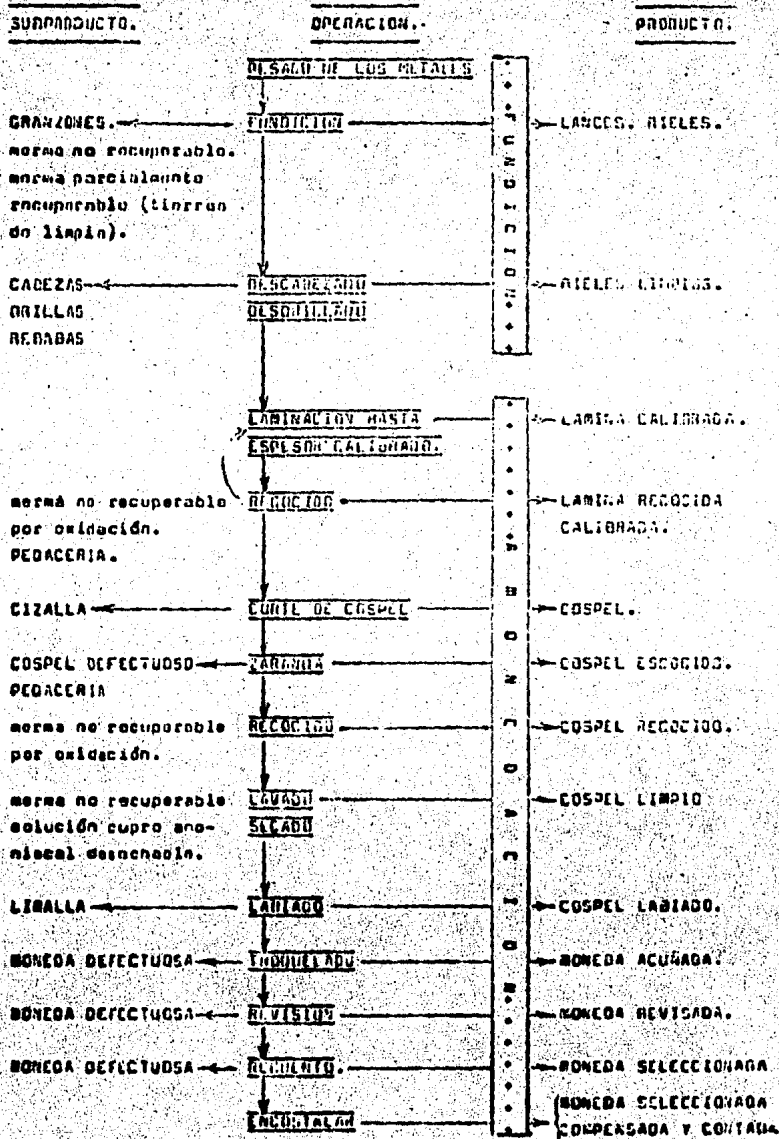 SUBPRODUCTO. OPERACION.- PRODUCTO.
PESADO DE LOS METALES
GRANZONES. FUNDICION LANCES. RIELES.
merma no recuperable.
merma parcialmente
recuperable (tierras
de limpia).
FUNDICION
CABEZAS DESCABEZADO RIELES LIMPIOS.
ORILLAS DESORILLADO
REBABAS
LAMINACION HASTA LAMINA CALIBRADA.
ESPESOR CALIBRADO.
merma no recuperable RECOCIDO LAMINA RECOCIDA
por oxidación. CALIBRADA.
PEDACERIA.
AMONEDACION
CIZALLA CORTE DE COSPEL COSPEL.
COSPEL DEFECTUOSO ZARANDA COSPEL ESCOGIDO.
PEDACERIA
merma no recuperable RECOCIDO COSPEL RECOCIDO.
por oxidación.
merma no recuperable LAVADO COSPEL LIMPIO
solución cupro amo- SECADO
niacal desechable.
LIMALLA LABIADO COSPEL LABIADO.
MONEDA DEFECTUOSA TROQUELADO MONEDA ACUÑADA.
MONEDA DEFECTUOSA REVISION MONEDA REVISADA.
MONEDA DEFECTUOSA RECUENTO. MONEDA SELECCIONADA
ENCOSTALAR MONEDA SELECCIONADA
COMPENSADA Y CONTADA